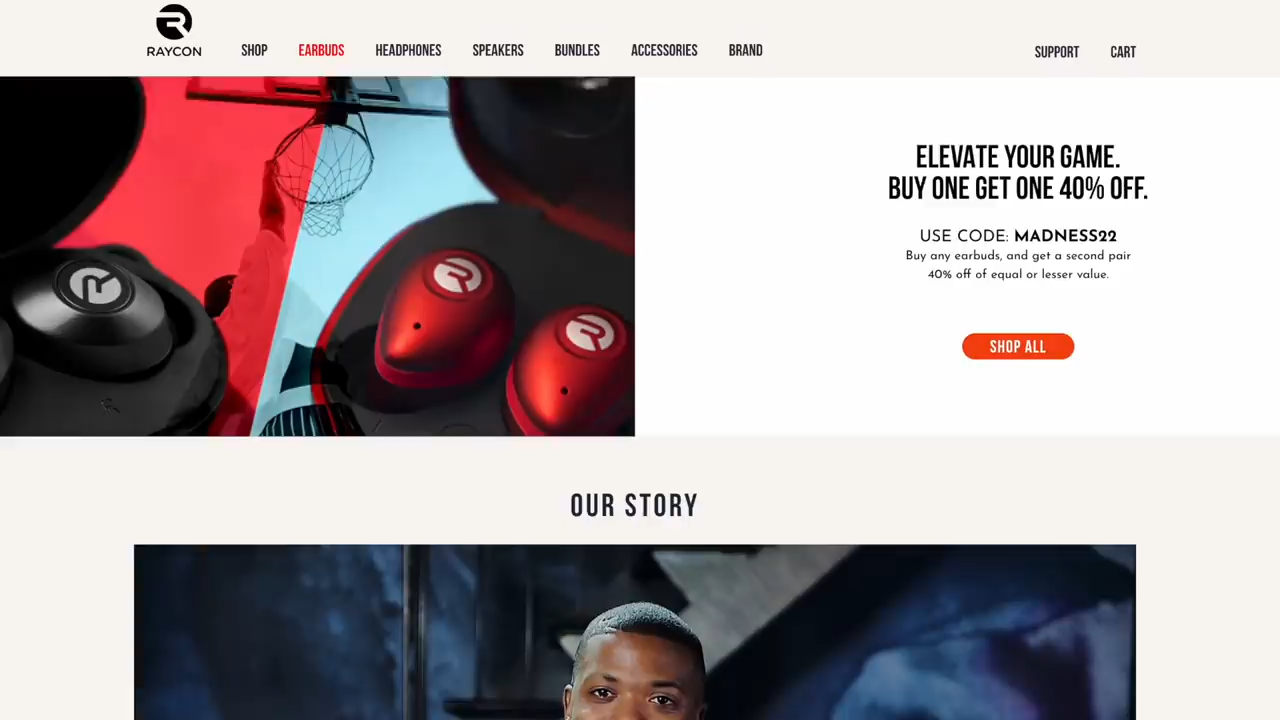 RAYCON
SHOP EARBUDS HEADPHONES SPEAKERS BUNDLES ACCESSORIES BRAND SUPPORT CART
ELEVATE YOUR GAME.
BUY ONE GET ONE 40% OFF.
USE CODE: MADNESS22
Buy any earbuds, and get a second pair
40% off of equal or lesser value.
SHOP ALL
OUR STORY